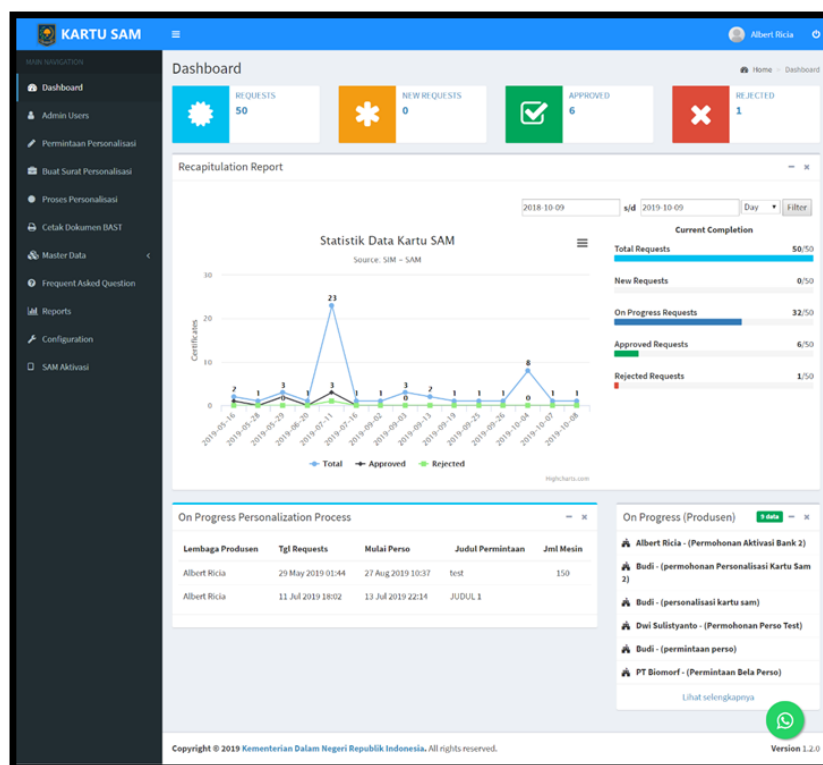 KARTU SAM
Albert Ricia
MAIN NAVIGATION
Dashboard
Admin Users
Permintaan Personalisasi
Buat Surat Personalisasi
Proses Personalisasi
Cetak Dokumen BAST
Master Data
Frequent Asked Question
Reports
Configuration
SAM Aktivasi
Dashboard
Home > Dashboard
REQUESTS
50
NEW REQUESTS
0
APPROVED
6
REJECTED
1
Recapitulation Report
2018-10-09 s/d 2019-10-09 Day Filter
Statistik Data Kartu SAM
Source: SIM - SAM
Certificates
30
20
10
0
2 1 3 1 23 1 1 3 2 1 1 1 8 1 1
0 3 0 0
2019-05-16 2019-05-28 2019-05-29 2019-06-20 2019-07-11 2019-07-16 2019-09-02 2019-09-03 2019-09-13 2019-09-19 2019-09-25 2019-09-26 2019-10-04 2019-10-07 2019-10-08
Total Approved Rejected
Highcharts.com
Current Completion
Total Requests 50/50
New Requests 0/50
On Progress Requests 32/50
Approved Requests 6/50
Rejected Requests 1/50
On Progress Personalization Process
Lembaga Produsen Tgl Requests Mulai Perso Judul Permintaan Jml Mesin
Albert Ricia 29 May 2019 01:44 27 Aug 2019 10:37 test 150
Albert Ricia 11 Jul 2019 18:02 13 Jul 2019 22:14 JUDUL 1
On Progress (Produsen) 9 data
Albert Ricia - (Permohonan Aktivasi Bank 2)
Budi - (permohonan Personalisasi Kartu Sam
2)
Budi - (personalisasi kartu sam)
Dwi Sulistyanto - (Permohonan Perso Test)
Budi - (permintaan perso)
PT Biomorf - (Permintaan Bela Perso)
Lihat selengkapnya
Copyright © 2019 Kementerian Dalam Negeri Republik Indonesia. All rights reserved.
Version 1.2.0